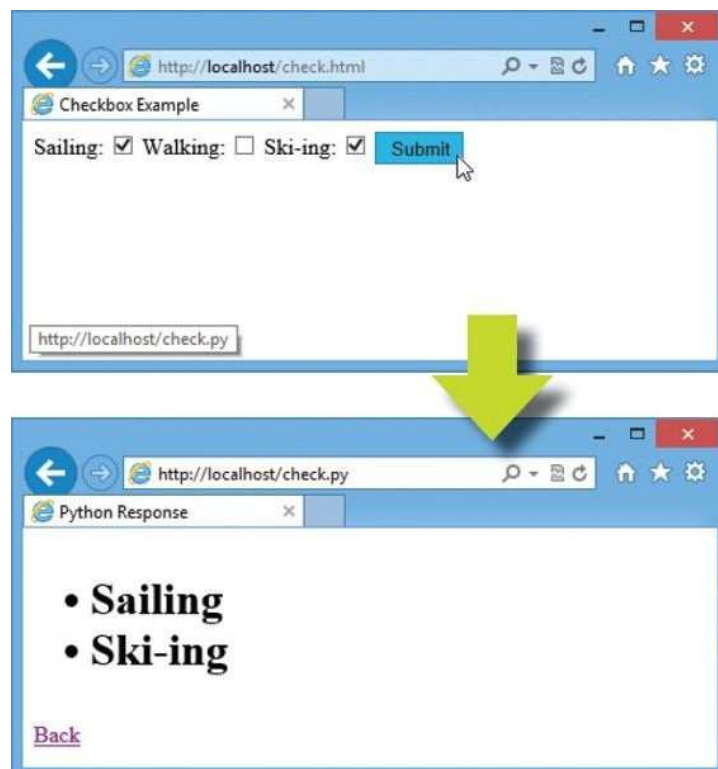 http://localhost/check.html
Checkbox Example
Sailing: Walking: Ski-ing: Submit
http://localhost/check.py
http://localhost/check.py
Python Response
• Sailing
• Ski-ing
Back